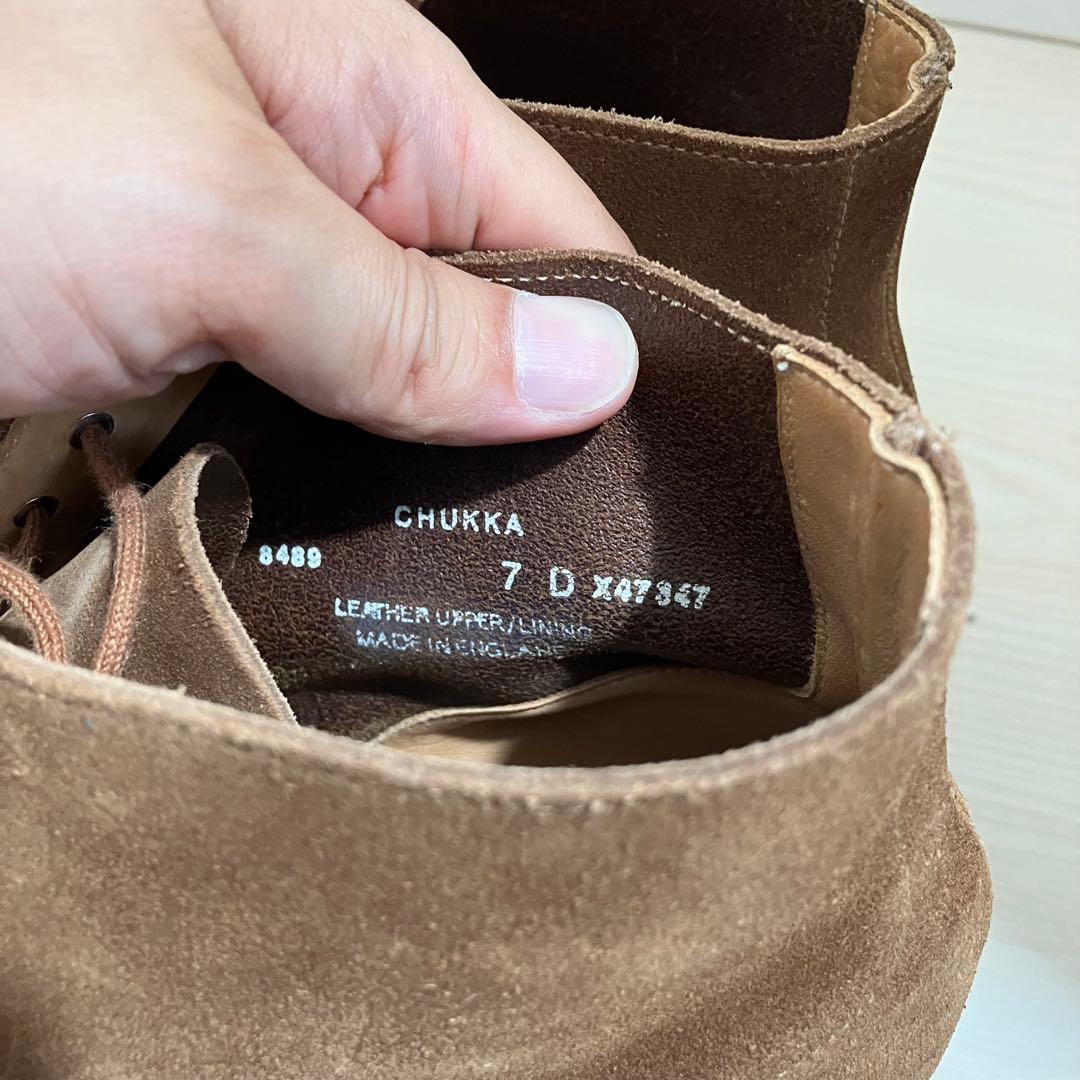 CHUKKA
8489 7 D X47347
LEATHER UPPER/LINING
MADE IN ENGLAND